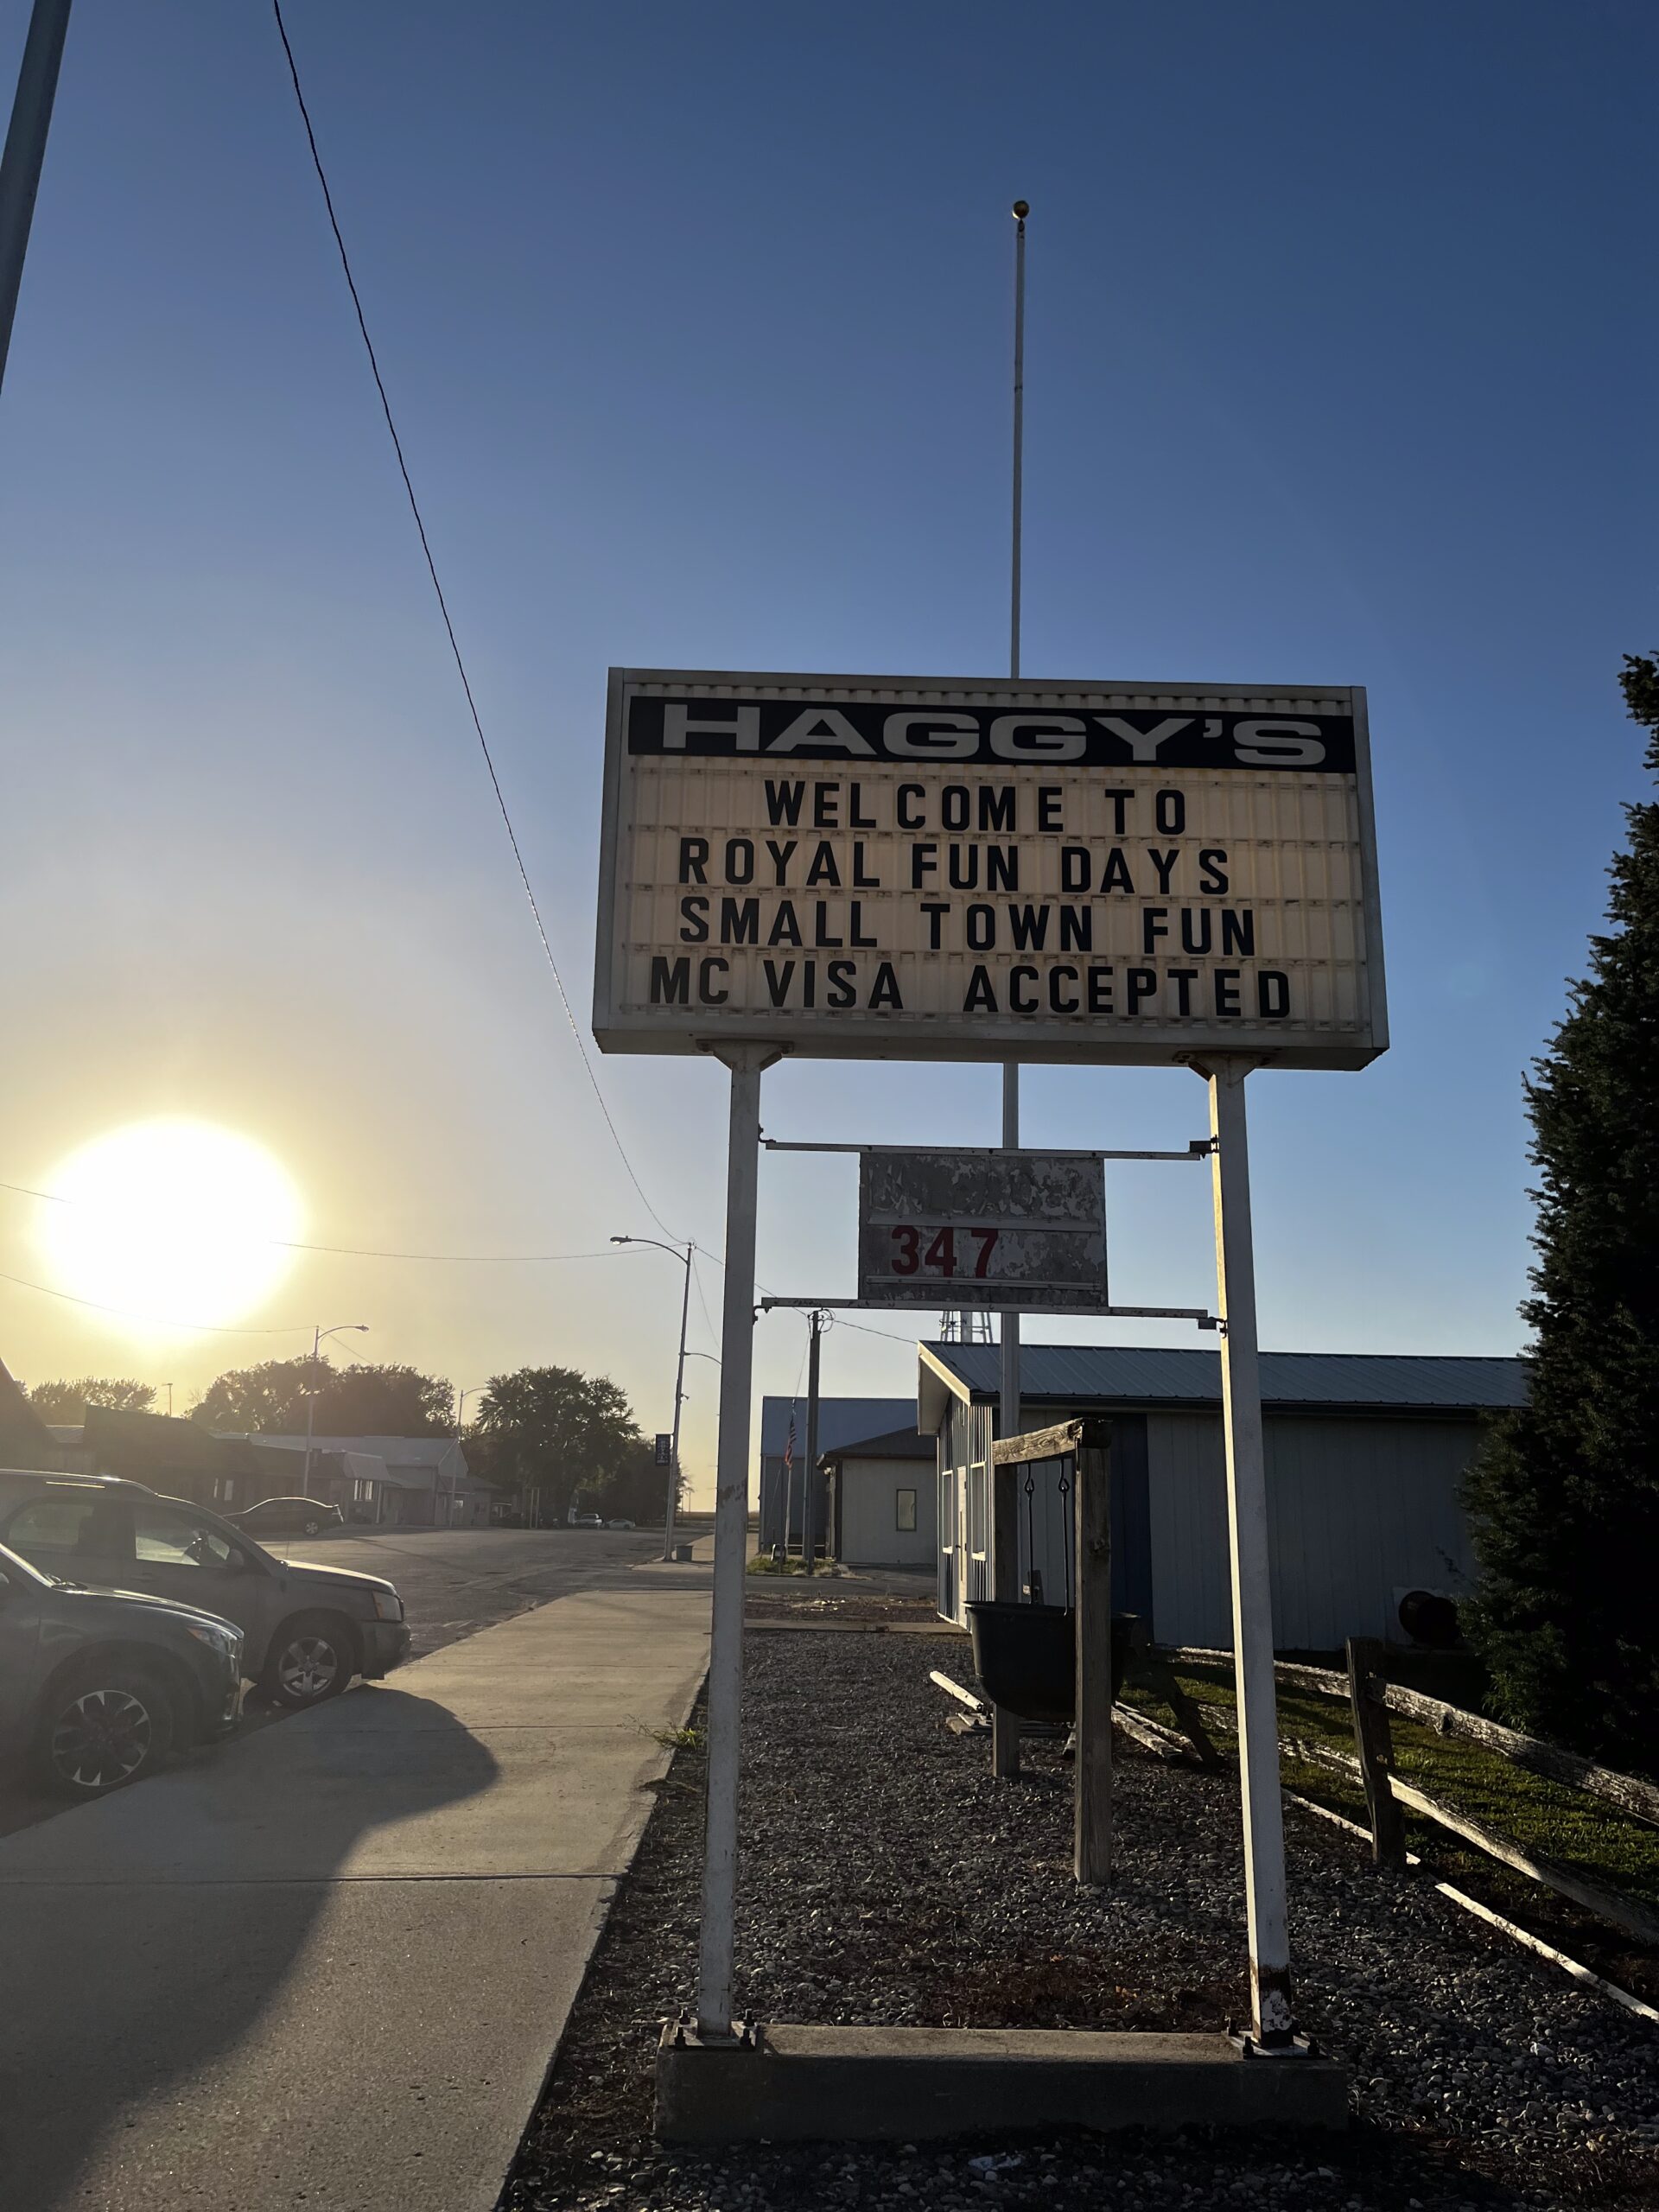 HAGGY'S
WELCOME TO
ROYAL FUN DAYS
SMALL TOWN FUN
MC VISA ACCEPTED
347